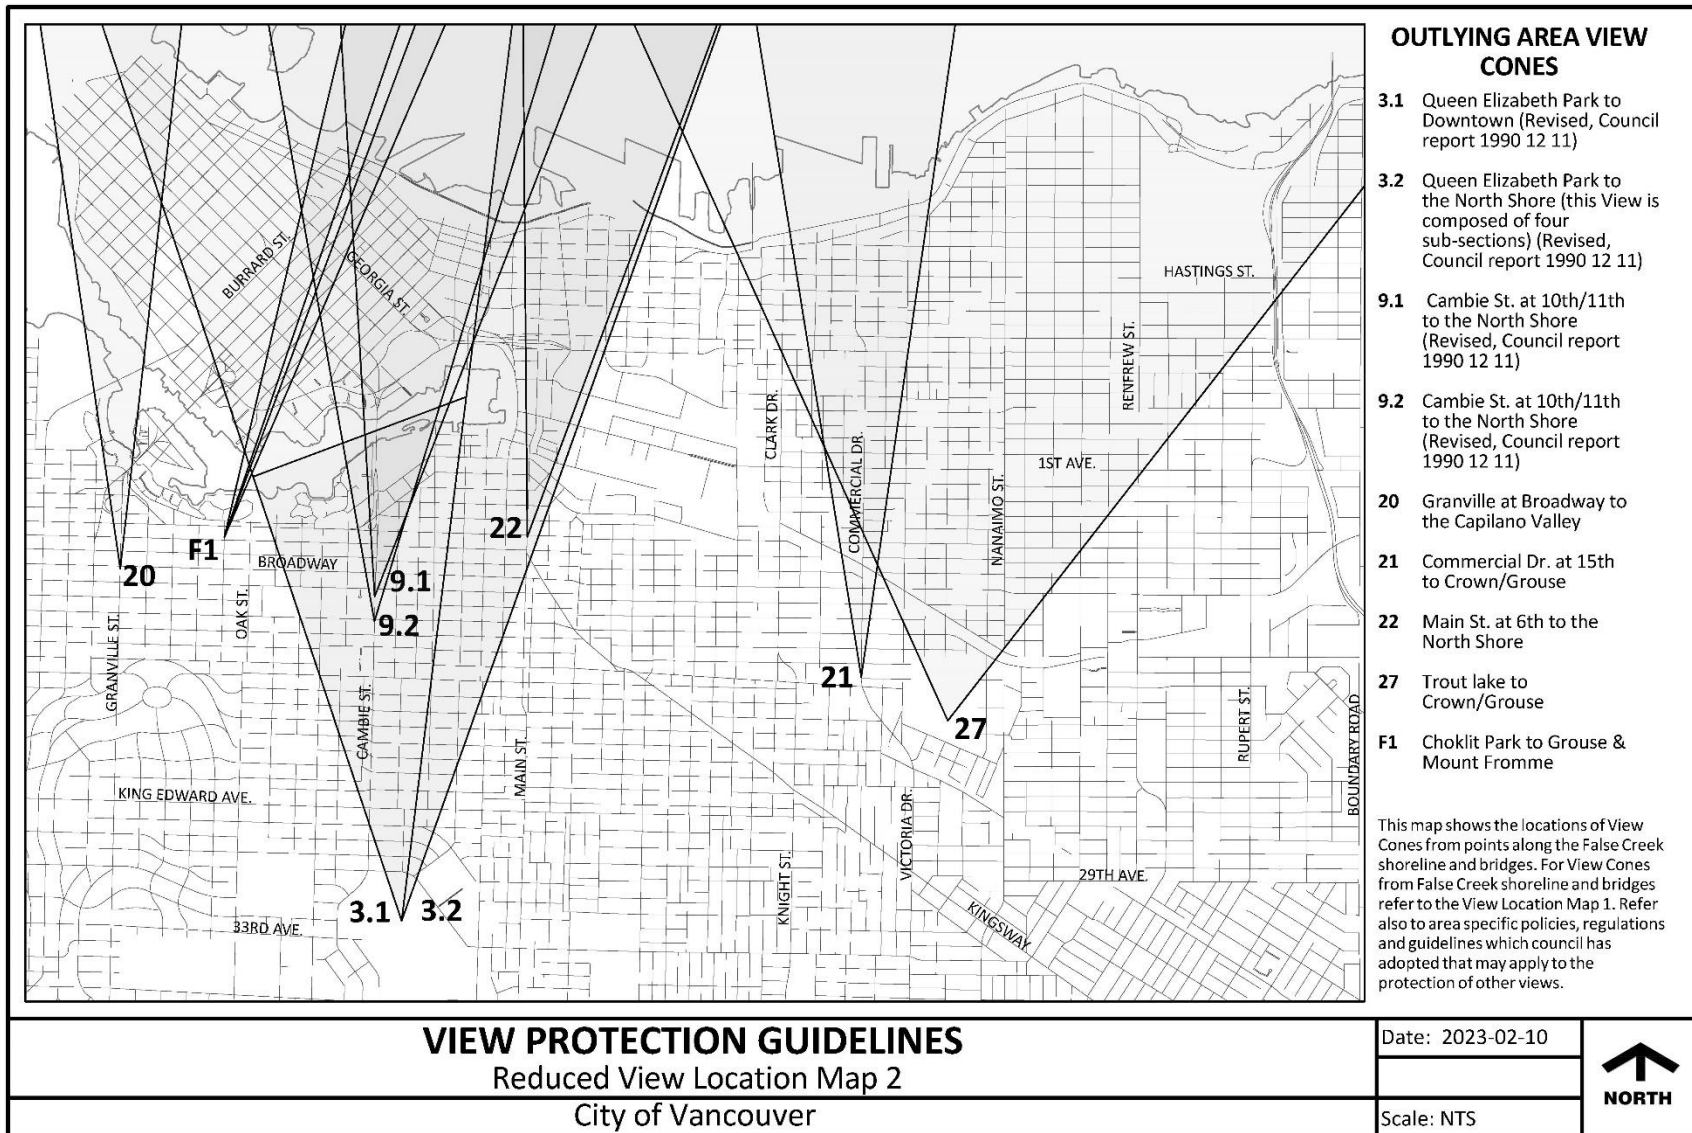 BURRARD ST.
GEORGIA ST.
HASTINGS ST.
RENFREW ST.
CLARK DR.
COMMERCIAL DR.
1ST AVE.
NANAIMO ST.
22
F1
BROADWAY
20
9.1
9.2
OAK ST.
GRANVILLE ST.
CAMBIE ST.
MAIN ST.
21
27
RUPERT ST.
BOUNDARY ROAD
KING EDWARD AVE.
VICTORIA DR.
KNIGHT ST.
29TH AVE.
KINGSWAY
3.1
3.2
33RD AVE.
OUTLYING AREA VIEW
CONES
3.1 Queen Elizabeth Park to
Downtown (Revised, Council
report 1990 12 11)
3.2 Queen Elizabeth Park to
the North Shore (this View is
composed of four
sub-sections) (Revised,
Council report 1990 12 11)
9.1 Cambie St. at 10th/11th
to the North Shore
(Revised, Council report
1990 12 11)
9.2 Cambie St. at 10th/11th
to the North Shore
(Revised, Council report
1990 12 11)
20 Granville at Broadway to
the Capilano Valley
21 Commercial Dr. at 15th
to Crown/Grouse
22 Main St. at 6th to the
North Shore
27 Trout lake to
Crown/Grouse
F1 Choklit Park to Grouse &
Mount Fromme
This map shows the locations of View
Cones from points along the False Creek
shoreline and bridges. For View Cones
from False Creek shoreline and bridges
refer to the View Location Map 1. Refer
also to area specific policies, regulations
and guidelines which council has
adopted that may apply to the
protection of other views.
VIEW PROTECTION GUIDELINES
Reduced View Location Map 2
City of Vancouver
Date: 2023-02-10
Scale: NTS
NORTH